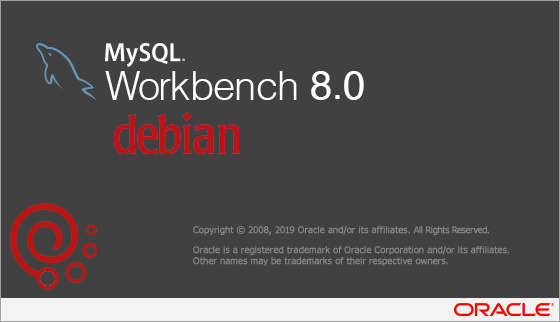 MySQL.
Workbench 8.0
debian
Copyright © 2008, 2019 Oracle and/or its affiliates. All Rights Reserved.
Oracle is a registered trademark of Oracle Corporation and/or its affiliates.
Other names may be trademarks of their respective owners.
ORACLE